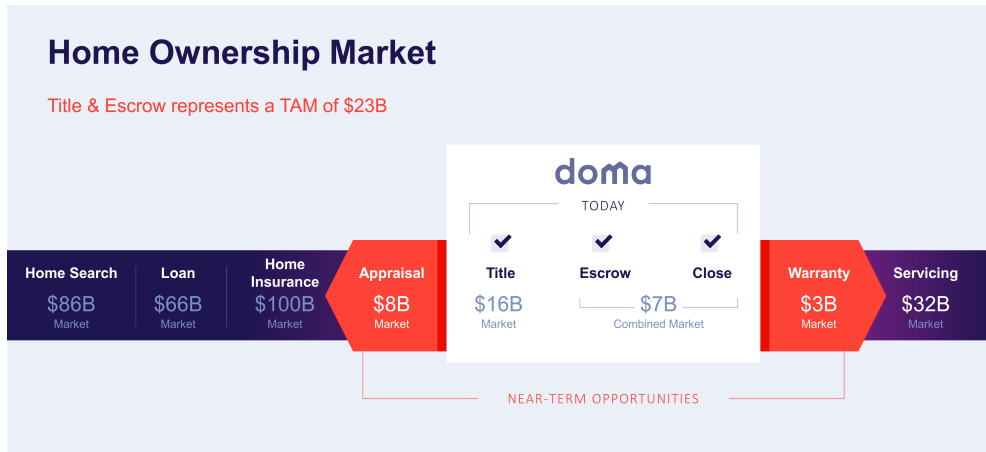 Home Ownership Market
Title & Escrow represents a TAM of $23B
doma
TODAY
Home Search
$86B
Market
Loan
$66B
Market
Home
Insurance
$100B
Market
Appraisal
$8B
Market
Title
$16B
Market
Escrow
Close
$7B
Combined Market
Warranty
$3B
Market
Servicing
$32B
Market
NEAR-TERM OPPORTUNITIES